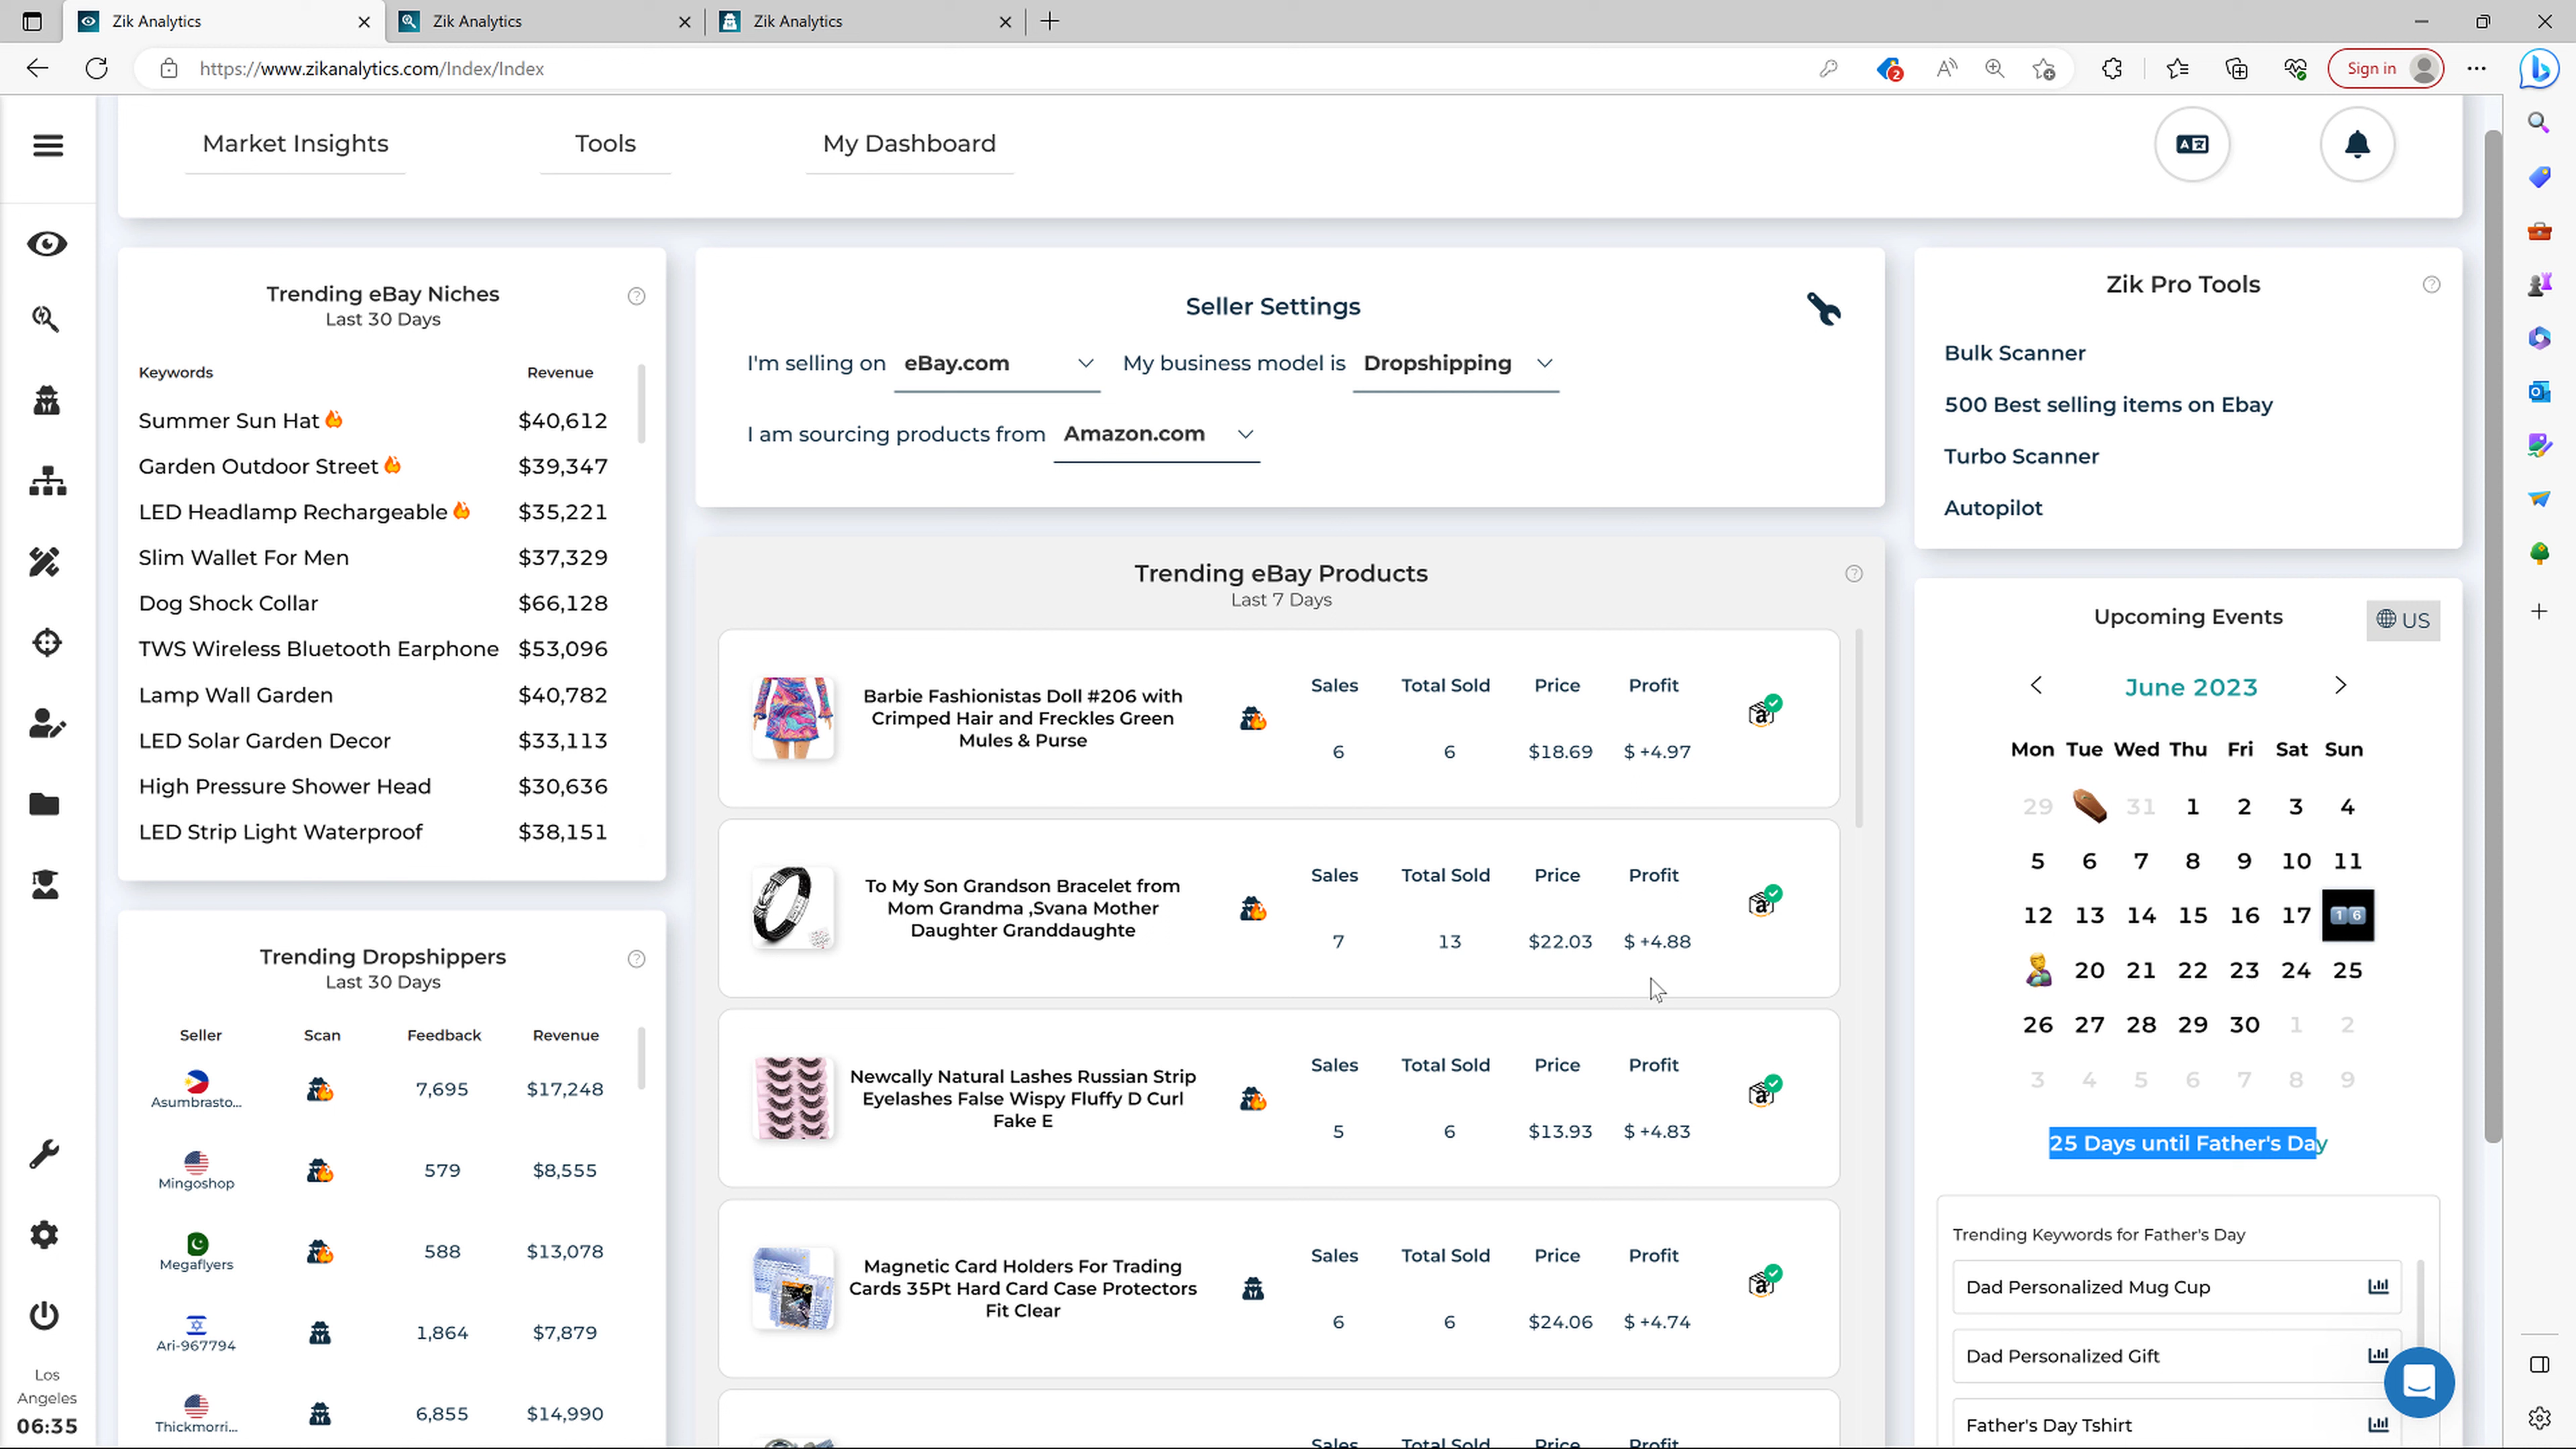 Zik Analytics
Zik Analytics
Zik Analytics
https://www.zikanalytics.com/Index/Index
2
Sign in
Market Insights
Tools
My Dashboard
Trending eBay Niches
Last 30 Days
Keywords Revenue
Summer Sun Hat $40,612
Garden Outdoor Street $39,347
LED Headlamp Rechargeable $35,221
Slim Wallet For Men $37,329
Dog Shock Collar $66,128
TWS Wireless Bluetooth Earphone $53,096
Lamp Wall Garden $40,782
LED Solar Garden Decor $33,113
High Pressure Shower Head $30,636
LED Strip Light Waterproof $38,151
Trending Dropshippers
Last 30 Days
Seller Scan Feedback Revenue
Asumbrasto... 7,695 $17,248
Mingoshop 579 $8,555
Megaflyers 588 $13,078
Ari-967794 1,864 $7,879
Thickmorri... 6,855 $14,990
Los
Angeles
06:35
Seller Settings
I'm selling on eBay.com My business model is Dropshipping
I am sourcing products from Amazon.com
Trending eBay Products
Last 7 Days
Barbie Fashionistas Doll #206 with
Crimped Hair and Freckles Green
Mules & Purse
Sales Total Sold Price Profit
6 6 $18.69 $ +4.97
To My Son Grandson Bracelet from
Mom Grandma ,Svana Mother
Daughter Granddaughte
Sales Total Sold Price Profit
7 13 $22.03 $ +4.88
Newcally Natural Lashes Russian Strip
Eyelashes False Wispy Fluffy D Curl
Fake E
Sales Total Sold Price Profit
5 6 $13.93 $ +4.83
Magnetic Card Holders For Trading
Cards 35Pt Hard Card Case Protectors
Fit Clear
Sales Total Sold Price Profit
6 6 $24.06 $ +4.74
Sales Total Sold Price Profit
Zik Pro Tools
Bulk Scanner
500 Best selling items on Ebay
Turbo Scanner
Autopilot
Upcoming Events
US
June 2023
Mon Tue Wed Thu Fri Sat Sun
29 31 1 2 3 4
5 6 7 8 9 10 11
12 13 14 15 16 17 16
20 21 22 23 24 25
26 27 28 29 30 1 2
3 4 5 6 7 8 9
25 Days until Father's Day
Trending Keywords for Father's Day
Dad Personalized Mug Cup
Dad Personalized Gift
Father's Day Tshirt